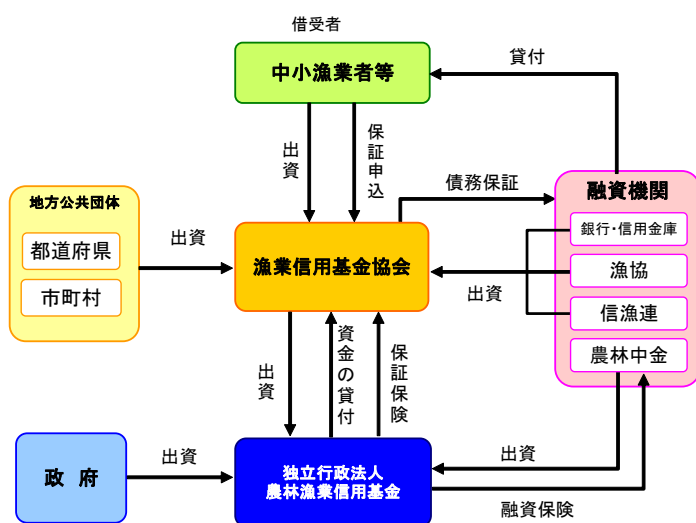 借受者
中小漁業者等
貸付
出資
保証申込
債務保証
融資機関
銀行・信用金庫
漁協
信漁連
農林中金
地方公共団体
都道府県
市町村
出資
漁業信用基金協会
出資
出資
資金の貸付
保証保険
政　府
出資
独立行政法人
農林漁業信用基金
出資
融資保険